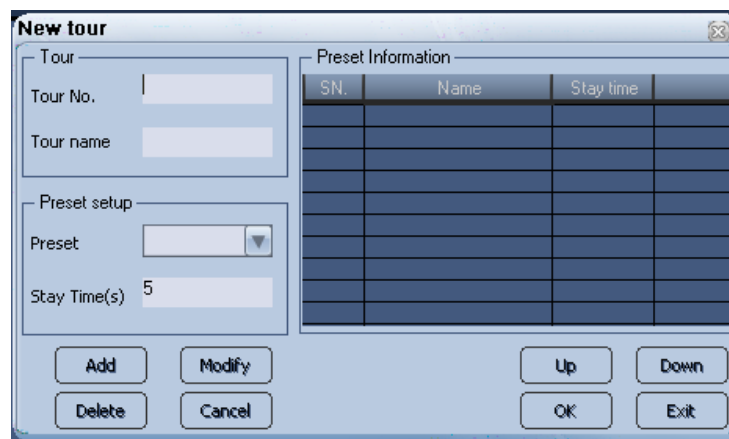 New tour
Tour
Tour No.
Tour name
Preset setup
Preset
Stay Time(s) 5
Preset Information
SN. Name Stay time
Add Modify Up Down
Delete Cancel OK Exit